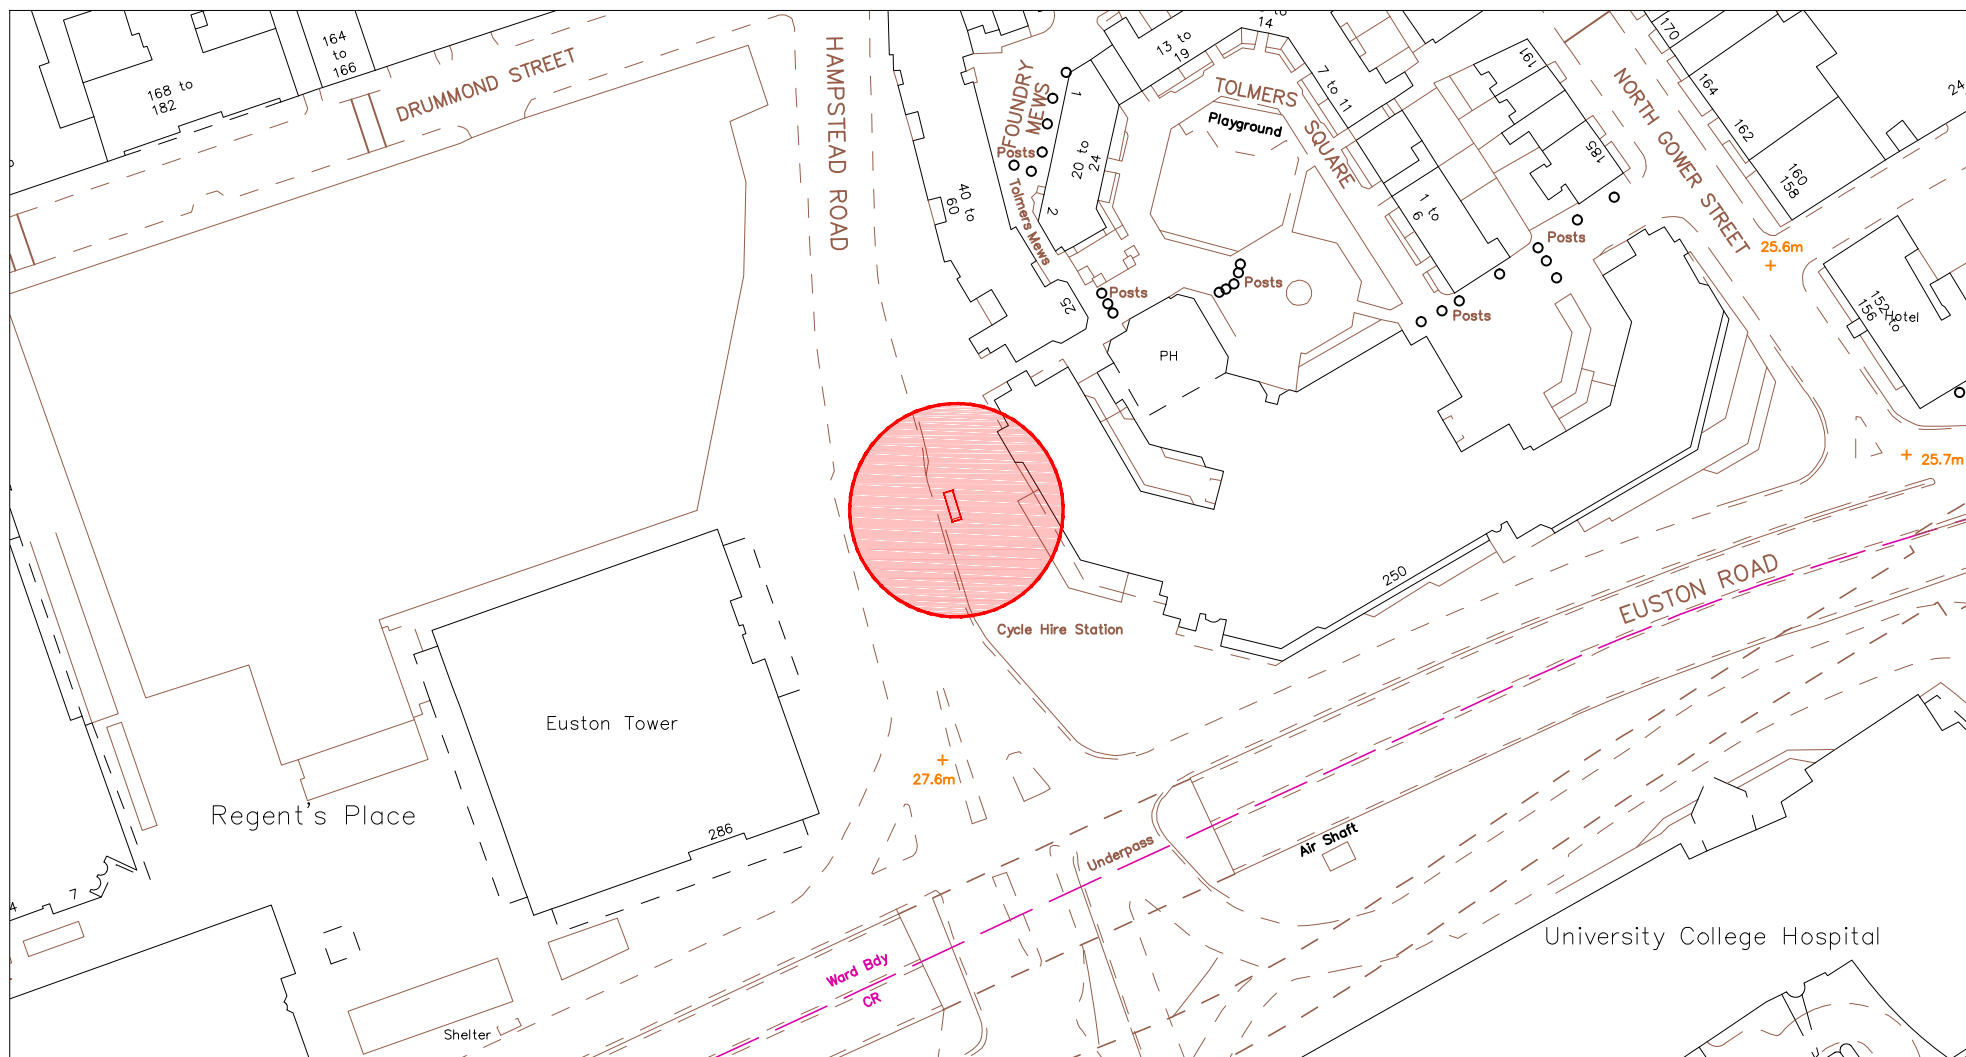 164
to
166
168 to
182
DRUMMOND STREET
HAMPSTEAD ROAD
FOUNDRY
MEWS
1
13 to
19
to
14
TOLMERS
SQUARE
Playground
7 to 11
191
NORTH GOWER STREET
170
164
162
160
158
185
Posts
20 to
24
2
Tolmers Mews
40 to
60
25
Posts
Posts
PH
1 to
6
Posts
Posts
25.6m
152 to
156
Hotel
25.7m
250
EUSTON ROAD
Cycle Hire Station
Euston Tower
286
27.6m
Regent's Place
Underpass
Air Shaft
7
4
Ward Bdy
CR
Shelter
University College Hospital